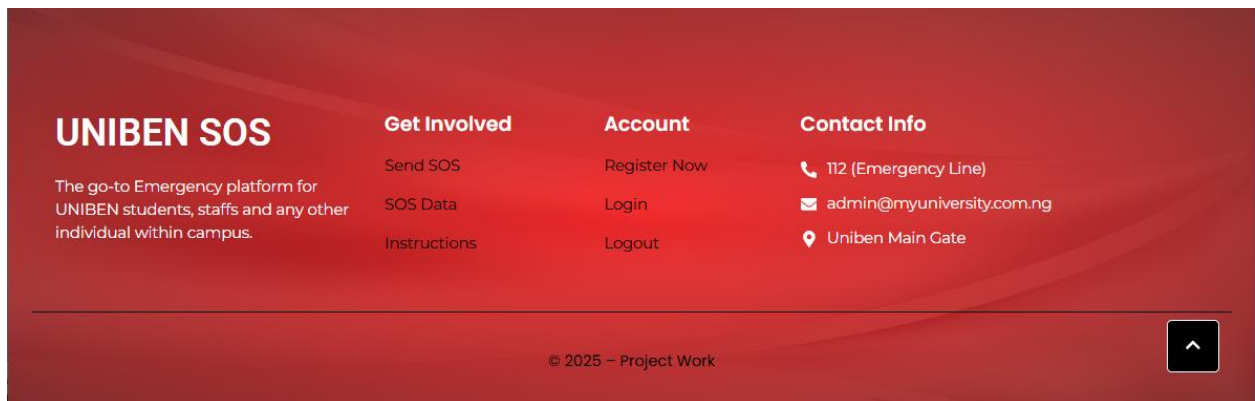 UNIBEN SOS
The go-to Emergency platform for
UNIBEN students, staffs and any other
individual within campus.
Get Involved
Send SOS
SOS Data
Instructions
Account
Register Now
Login
Logout
Contact Info
112 (Emergency Line)
admin@myuniversity.com.ng
Uniben Main Gate
© 2025 – Project Work